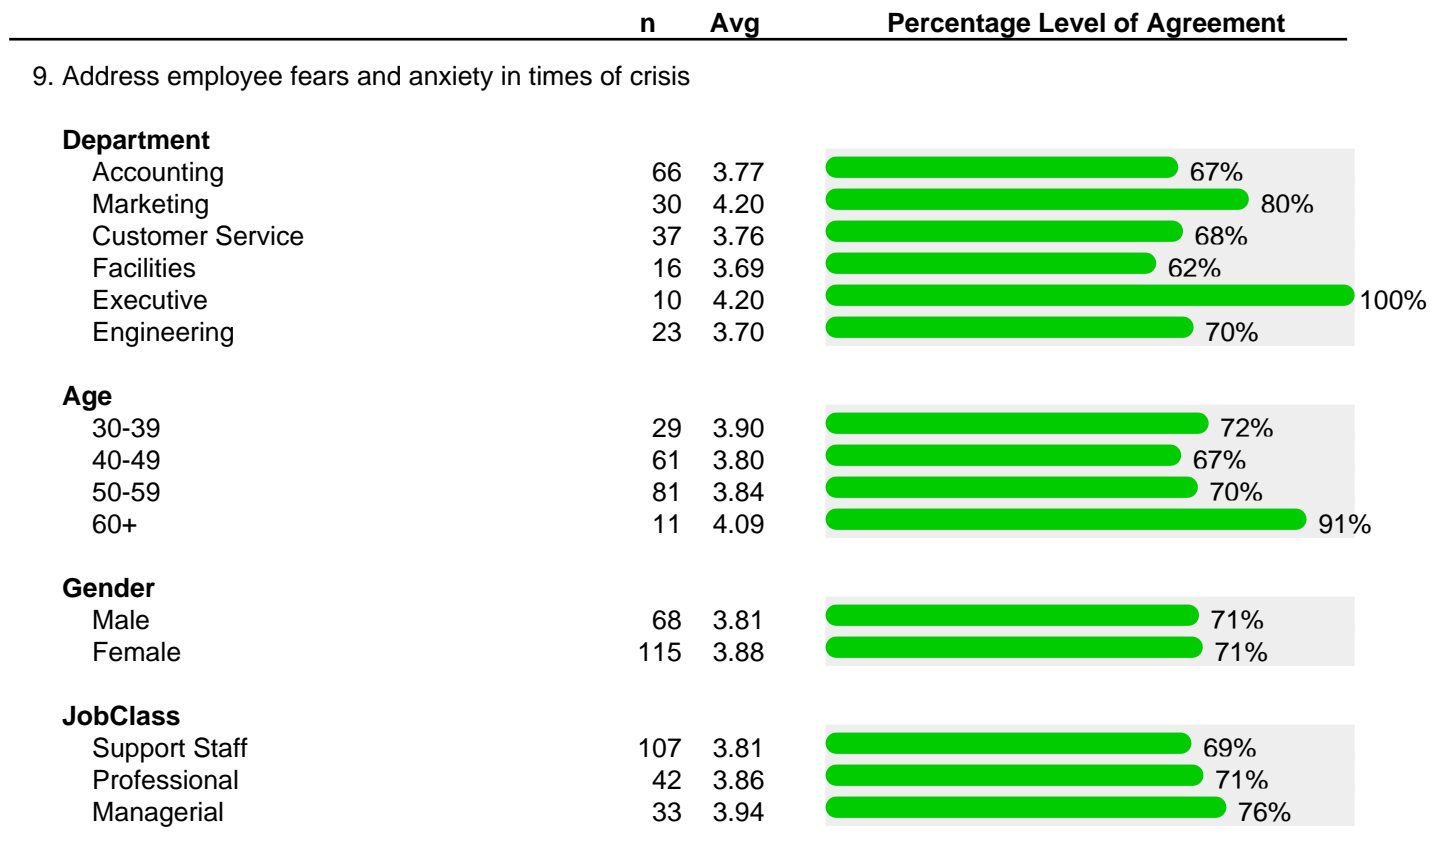 n Avg Percentage Level of Agreement
9. Address employee fears and anxiety in times of crisis
Department
Accounting 66 3.77 67%
Marketing 30 4.20 80%
Customer Service 37 3.76 68%
Facilities 16 3.69 62%
Executive 10 4.20 100%
Engineering 23 3.70 70%
Age
30-39 29 3.90 72%
40-49 61 3.80 67%
50-59 81 3.84 70%
60+ 11 4.09 91%
Gender
Male 68 3.81 71%
Female 115 3.88 71%
JobClass
Support Staff 107 3.81 69%
Professional 42 3.86 71%
Managerial 33 3.94 76%